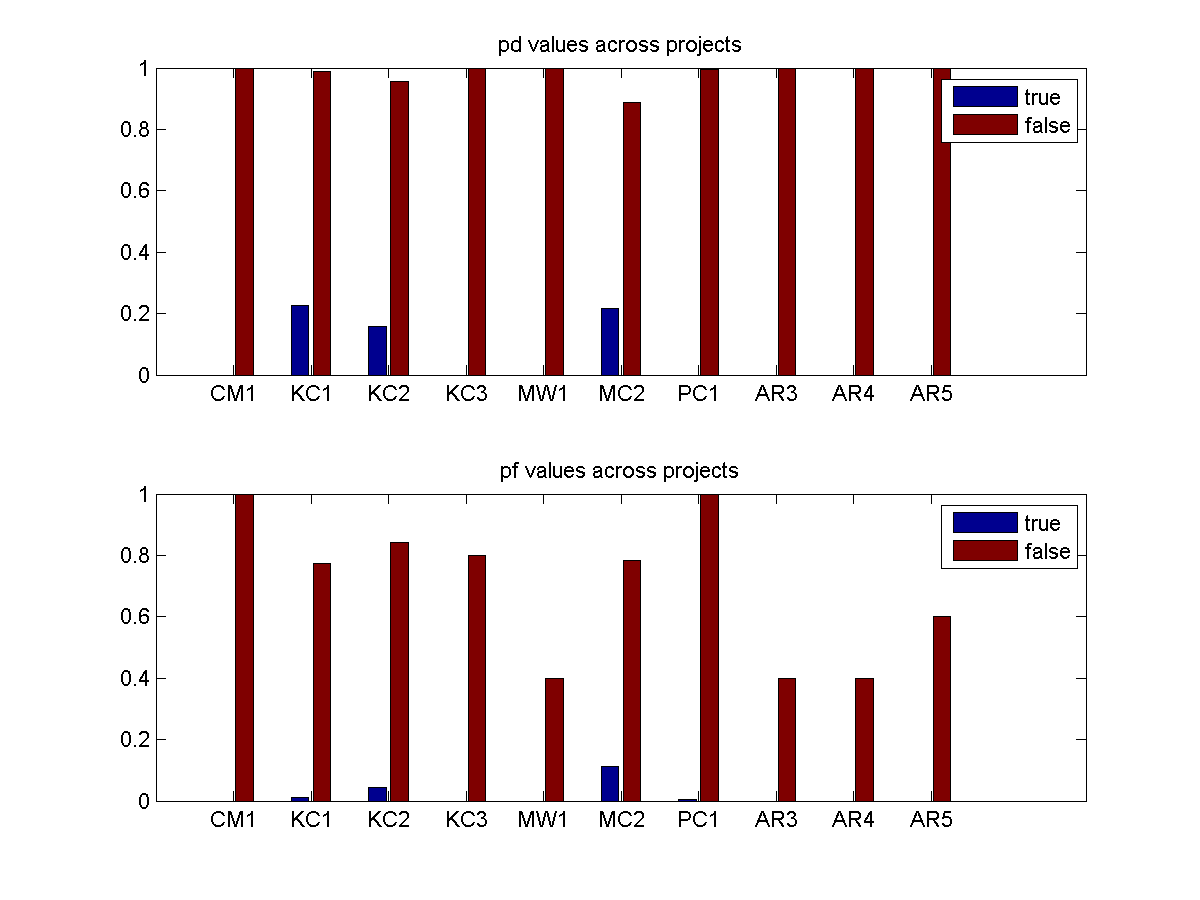 pd values across projects
1
0.8
0.6
0.4
0.2
0
true
false
CM1 KC1 KC2 KC3 MW1 MC2 PC1 AR3 AR4 AR5
pf values across projects
1
0.8
0.6
0.4
0.2
0
true
false
CM1 KC1 KC2 KC3 MW1 MC2 PC1 AR3 AR4 AR5